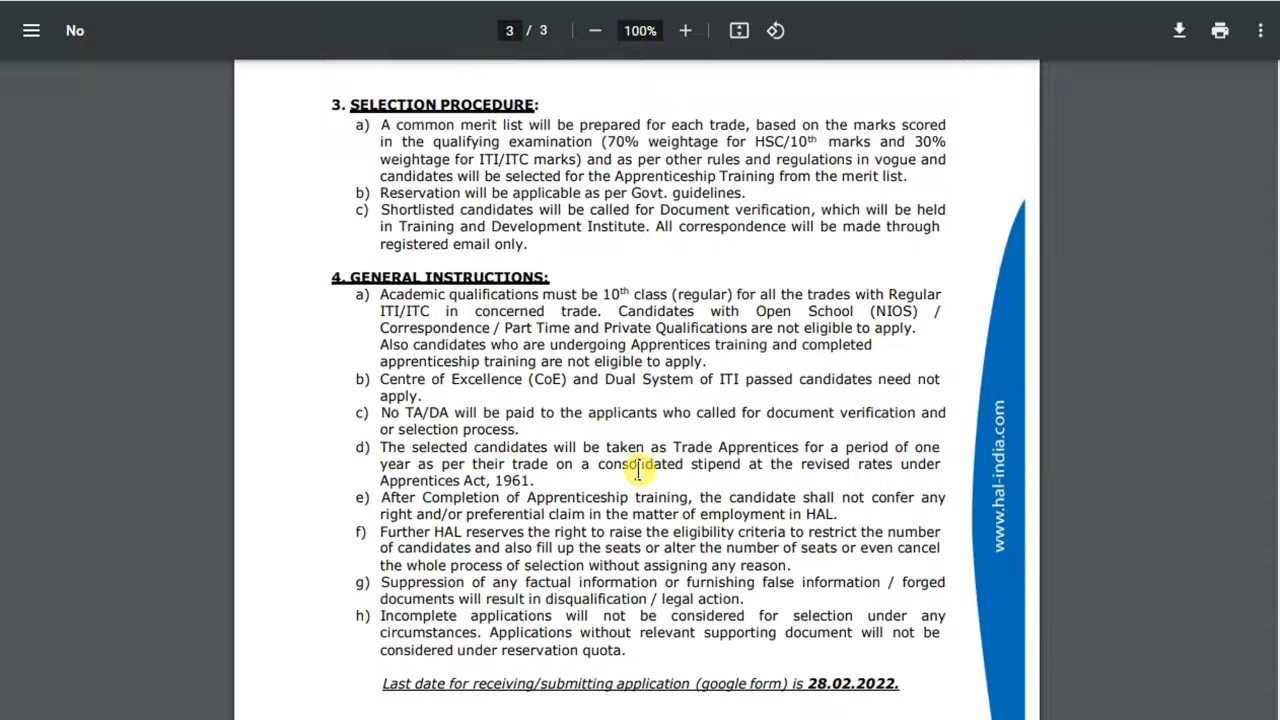 No
3 / 3
100%
3. SELECTION PROCEDURE:
a) A common merit list will be prepared for each trade, based on the marks scored
in the qualifying examination (70% weightage for HSC/10th marks and 30%
weightage for ITI/ITC marks) and as per other rules and regulations in vogue and
candidates will be selected for the Apprenticeship Training from the merit list.
b) Reservation will be applicable as per Govt. guidelines.
c) Shortlisted candidates will be called for Document verification, which will be held
in Training and Development Institute. All correspondence will be made through
registered email only.
4. GENERAL INSTRUCTIONS:
a) Academic qualifications must be 10th class (regular) for all the trades with Regular
ITI/ITC in concerned trade. Candidates with Open School (NIOS) /
Correspondence / Part Time and Private Qualifications are not eligible to apply.
Also candidates who are undergoing Apprentices training and completed
apprenticeship training are not eligible to apply.
b) Centre of Excellence (CoE) and Dual System of ITI passed candidates need not
apply.
c) No TA/DA will be paid to the applicants who called for document verification and
or selection process.
d) The selected candidates will be taken as Trade Apprentices for a period of one
year as per their trade on a consolidated stipend at the revised rates under
Apprentices Act, 1961.
e) After Completion of Apprenticeship training, the candidate shall not confer any
right and/or preferential claim in the matter of employment in HAL.
f) Further HAL reserves the right to raise the eligibility criteria to restrict the number
of candidates and also fill up the seats or alter the number of seats or even cancel
the whole process of selection without assigning any reason.
g) Suppression of any factual information or furnishing false information / forged
documents will result in disqualification / legal action.
h) Incomplete applications will not be considered for selection under any
circumstances. Applications without relevant supporting document will not be
considered under reservation quota.
Last date for receiving/submitting application (google form) is 28.02.2022.
www.hal-india.com